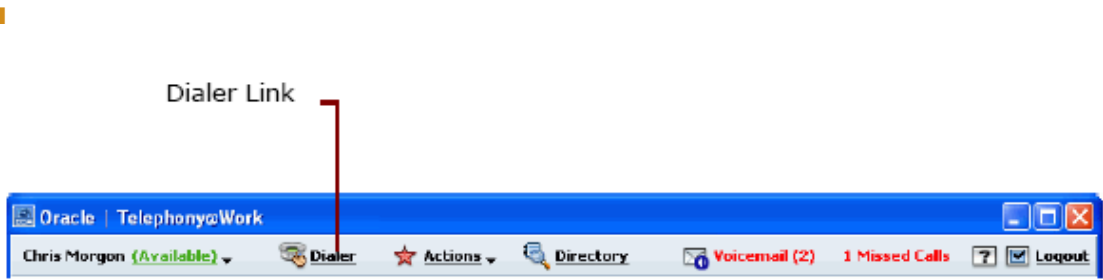 Dialer Link
Oracle | Telephony@Work
Chris Morgon (Available) Dialer Actions Directory Voicemail (2) 1 Missed Calls ? Logout